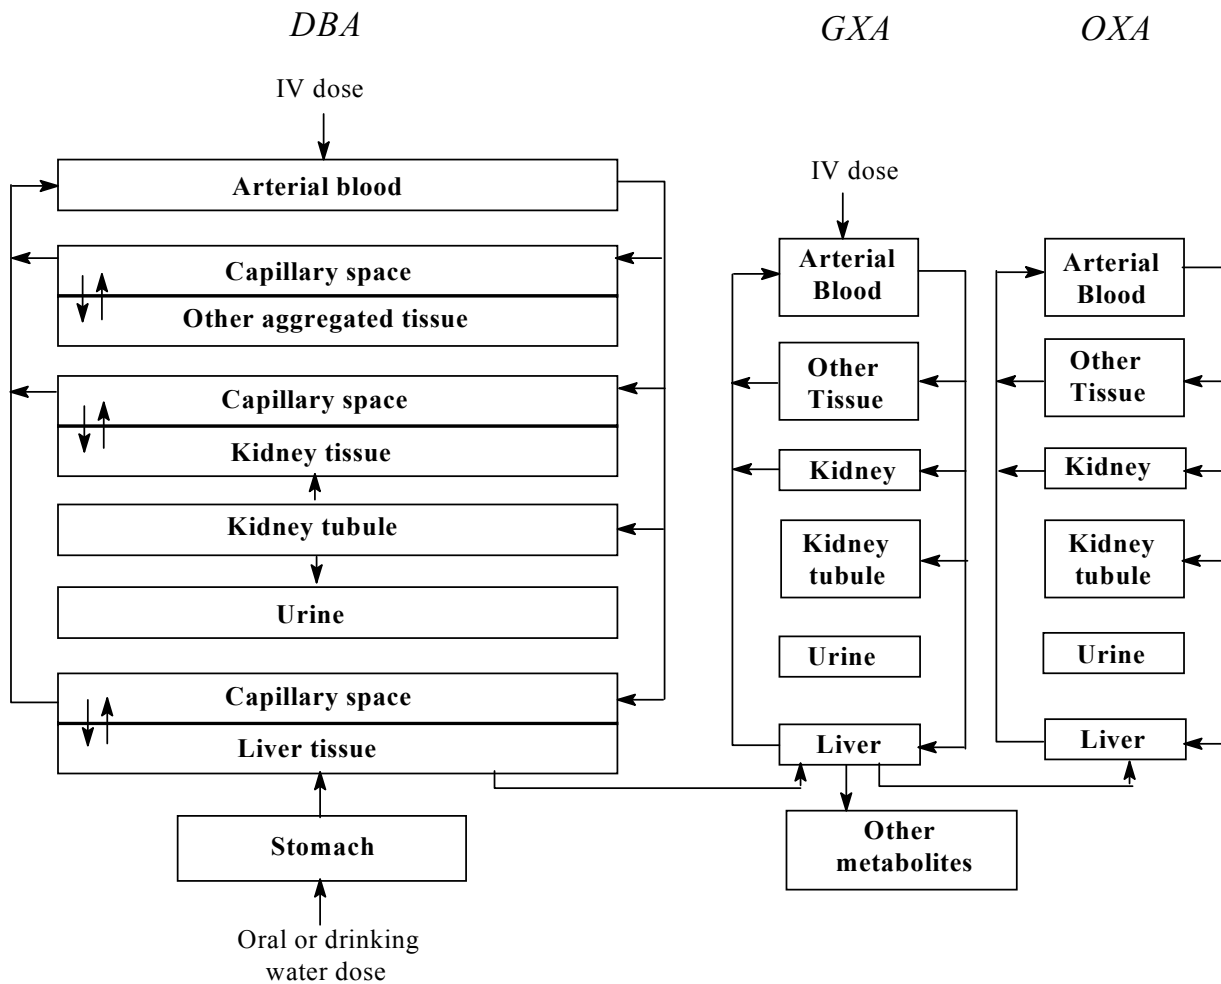 DBA
GXA
OXA
IV dose
Arterial blood
Capillary space
Other aggregated tissue
Capillary space
Kidney tissue
Kidney tubule
Urine
Capillary space
Liver tissue
Stomach
Oral or drinking
water dose
IV dose
Arterial
Blood
Other
Tissue
Kidney
Kidney
tubule
Urine
Liver
Other
metabolites
Arterial
Blood
Other
Tissue
Kidney
Kidney
tubule
Urine
Liver